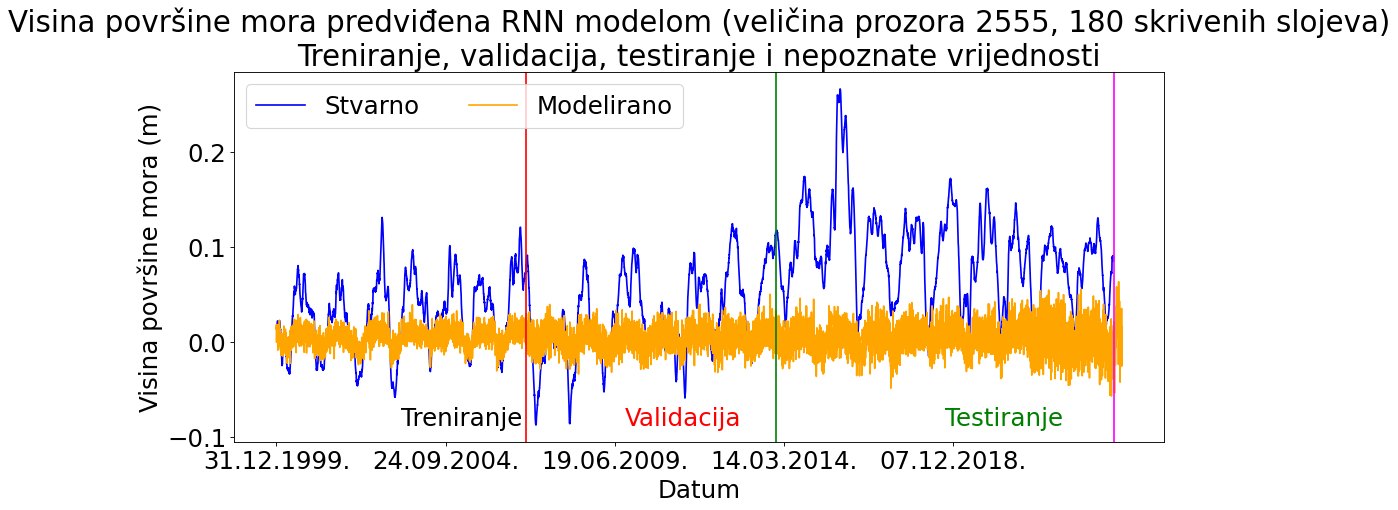 Visina površine mora predviđena RNN modelom (veličina prozora 2555, 180 skrivenih slojeva)
Treniranje, validacija, testiranje i nepoznate vrijednosti
Stvarno
Modelirano
Visina površine mora (m)
0.2
0.1
0.0
−0.1
Treniranje
Validacija
Testiranje
31.12.1999.
24.09.2004.
19.06.2009.
14.03.2014.
07.12.2018.
Datum